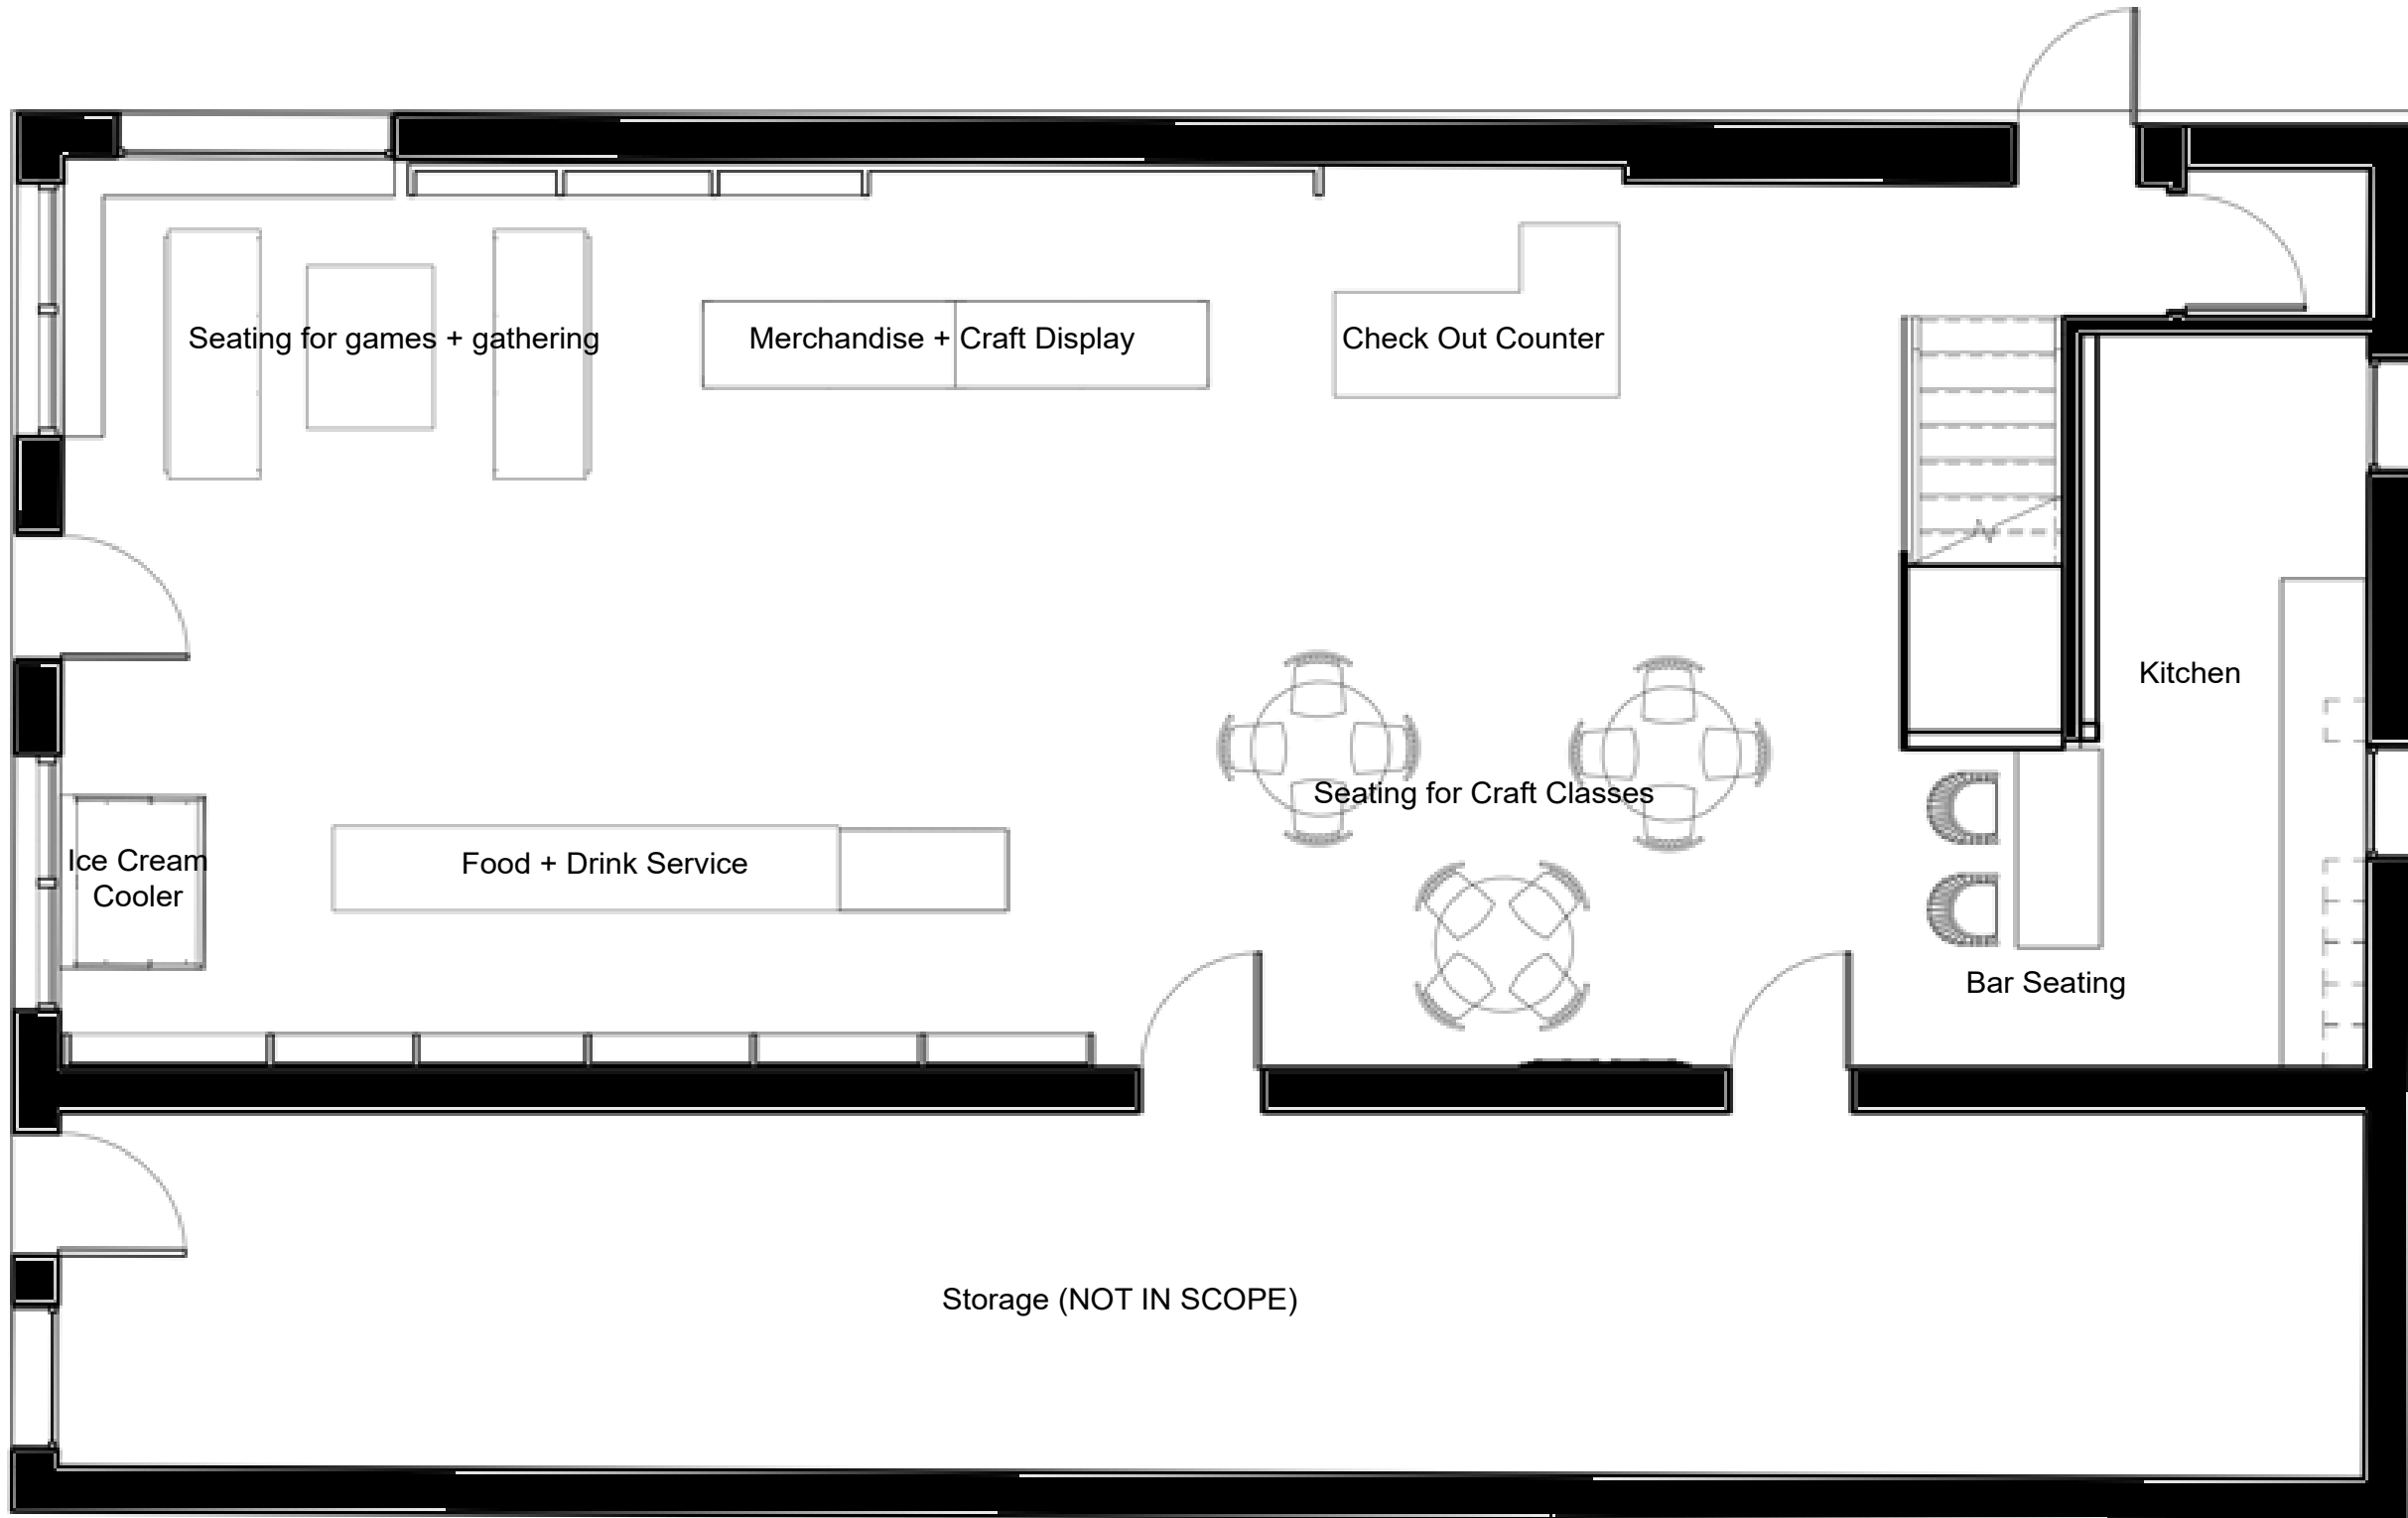 Seating for games + gathering
Merchandise + Craft Display
Check Out Counter
Kitchen
Seating for Craft Classes
Ice Cream
Cooler
Food + Drink Service
Bar Seating
Storage (NOT IN SCOPE)